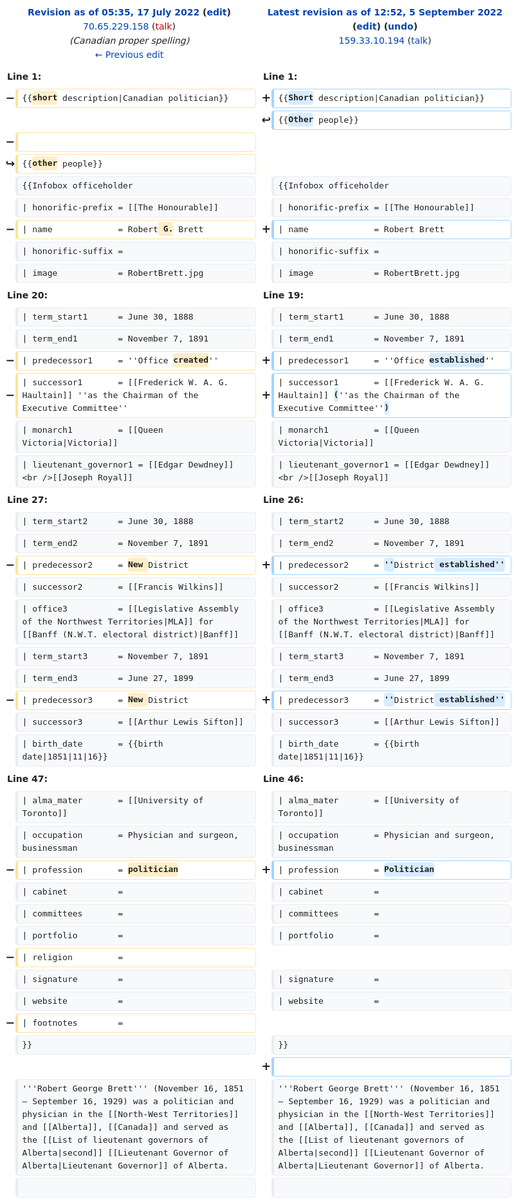 Revision as of 05:35, 17 July 2022 (edit)
70.65.229.158 (talk)
(Canadian proper spelling)
← Previous edit
Latest revision as of 12:52, 5 September 2022
(edit) (undo)
159.33.10.194 (talk)
Line 1:
Line 1:
− {{short description|Canadian politician}}
+ {{Short description|Canadian politician}}
↩ {{Other people}}
−
↪ {{other people}}
{{Infobox officeholder
{{Infobox officeholder
| honorific-prefix = [[The Honourable]]
| honorific-prefix = [[The Honourable]]
− | name = Robert G. Brett
+ | name = Robert Brett
| honorific-suffix =
| honorific-suffix =
| image = RobertBrett.jpg
| image = RobertBrett.jpg
Line 20:
Line 19:
| term_start1 = June 30, 1888
| term_start1 = June 30, 1888
| term_end1 = November 7, 1891
| term_end1 = November 7, 1891
− | predecessor1 = ''Office created''
+ | predecessor1 = ''Office established''
− | successor1 = [[Frederick W. A. G.
Haultain]] ''as the Chairman of the
Executive Committee''
+ | successor1 = [[Frederick W. A. G.
Haultain]] (''as the Chairman of the
Executive Committee'')
| monarch1 = [[Queen
Victoria|Victoria]]
| monarch1 = [[Queen
Victoria|Victoria]]
| lieutenant_governor1 = [[Edgar Dewdney]]
<br />[[Joseph Royal]]
| lieutenant_governor1 = [[Edgar Dewdney]]
<br />[[Joseph Royal]]
Line 27:
Line 26:
| term_start2 = June 30, 1888
| term_start2 = June 30, 1888
| term_end2 = November 7, 1891
| term_end2 = November 7, 1891
− | predecessor2 = New District
+ | predecessor2 = ''District established''
| successor2 = [[Francis Wilkins]]
| successor2 = [[Francis Wilkins]]
| office3 = [[Legislative Assembly
of the Northwest Territories|MLA]] for
[[Banff (N.W.T. electoral district)|Banff]]
| office3 = [[Legislative Assembly
of the Northwest Territories|MLA]] for
[[Banff (N.W.T. electoral district)|Banff]]
| term_start3 = November 7, 1891
| term_start3 = November 7, 1891
| term_end3 = June 27, 1899
| term_end3 = June 27, 1899
− | predecessor3 = New District
+ | predecessor3 = ''District established''
| successor3 = [[Arthur Lewis Sifton]]
| successor3 = [[Arthur Lewis Sifton]]
| birth_date = {{birth
date|1851|11|16}}
| birth_date = {{birth
date|1851|11|16}}
Line 47:
Line 46:
| alma_mater = [[University of
Toronto]]
| alma_mater = [[University of
Toronto]]
| occupation = Physician and surgeon,
businessman
| occupation = Physician and surgeon,
businessman
− | profession = politician
+ | profession = Politician
| cabinet =
| cabinet =
| committees =
| committees =
| portfolio =
| portfolio =
− | religion =
| signature =
| signature =
| website =
| website =
− | footnotes =
}}
}}
+
'''Robert George Brett''' (November 16, 1851
– September 16, 1929) was a politician and
physician in the [[North-West Territories]]
and [[Alberta]], [[Canada]] and served as
the [[List of lieutenant governors of
Alberta|second]] [[Lieutenant Governor of
Alberta|Lieutenant Governor]] of Alberta.
'''Robert George Brett''' (November 16, 1851
– September 16, 1929) was a politician and
physician in the [[North-West Territories]]
and [[Alberta]], [[Canada]] and served as
the [[List of lieutenant governors of
Alberta|second]] [[Lieutenant Governor of
Alberta|Lieutenant Governor]] of Alberta.